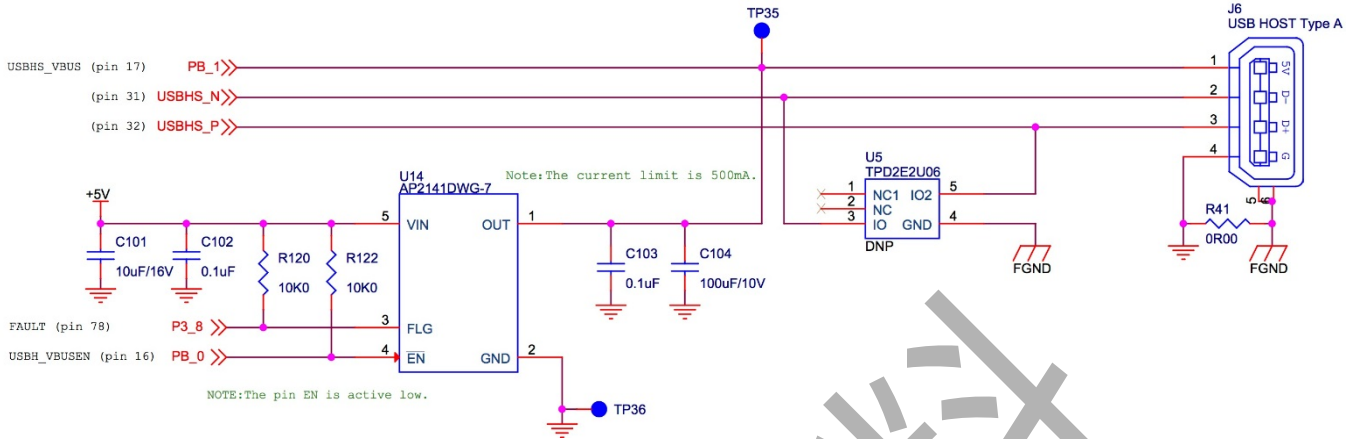 J6
USB HOST Type A
TP35
USBHS_VBUS (pin 17) PB_1 1 5V
(pin 31) USBHS_N 2 D-
(pin 32) USBHS_P 3 D+
4 G
5 6
U5
TPD2E2U06
1 NC1 IO2 5
2 NC
3 IO GND 4
DNP
FGND
R41
0R00
FGND
U14
AP2141DWG-7
Note:The current limit is 500mA.
+5V
5 VIN OUT 1
C101
10uF/16V
C102
0.1uF
R120
10K0
R122
10K0
C103
0.1uF
C104
100uF/10V
FAULT (pin 78) P3_8 3 FLG
USBH_VBUSEN (pin 16) PB_0 4 EN GND 2
NOTE:The pin EN is active low.
TP36